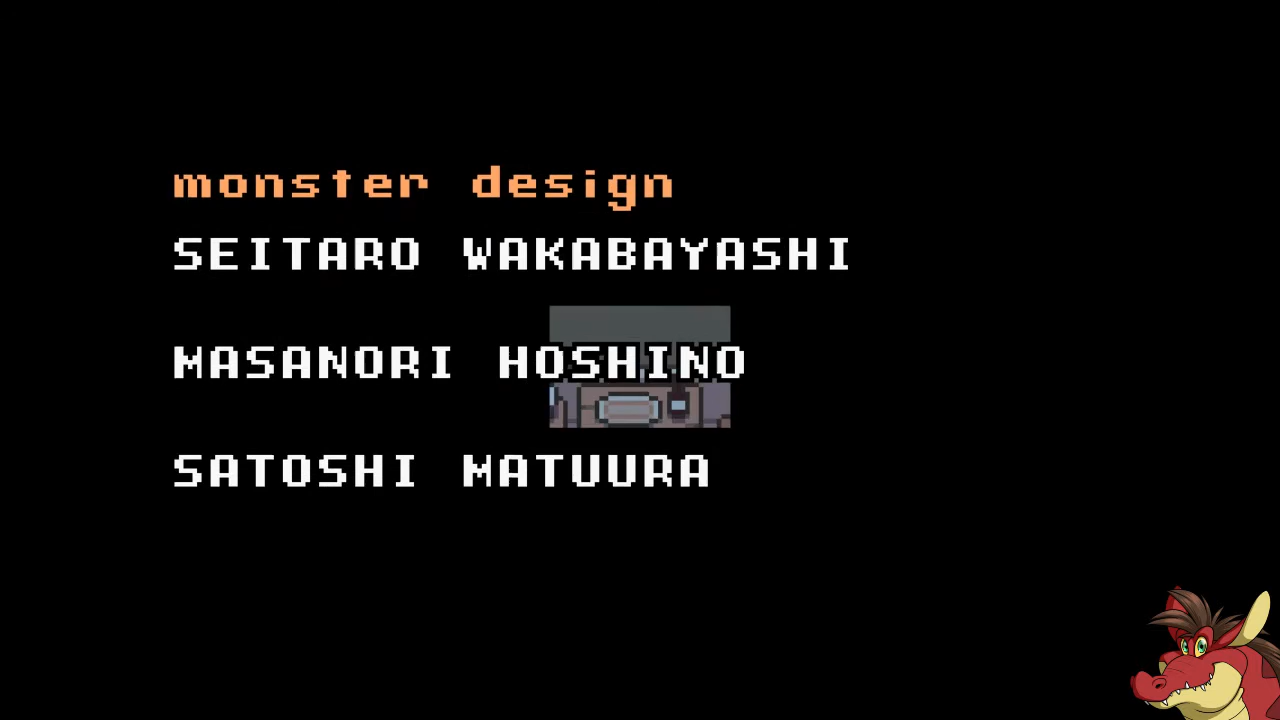 monster design
SEITARO WAKABAYASHI
MASANORI HOSHINO
SATOSHI MATUURA